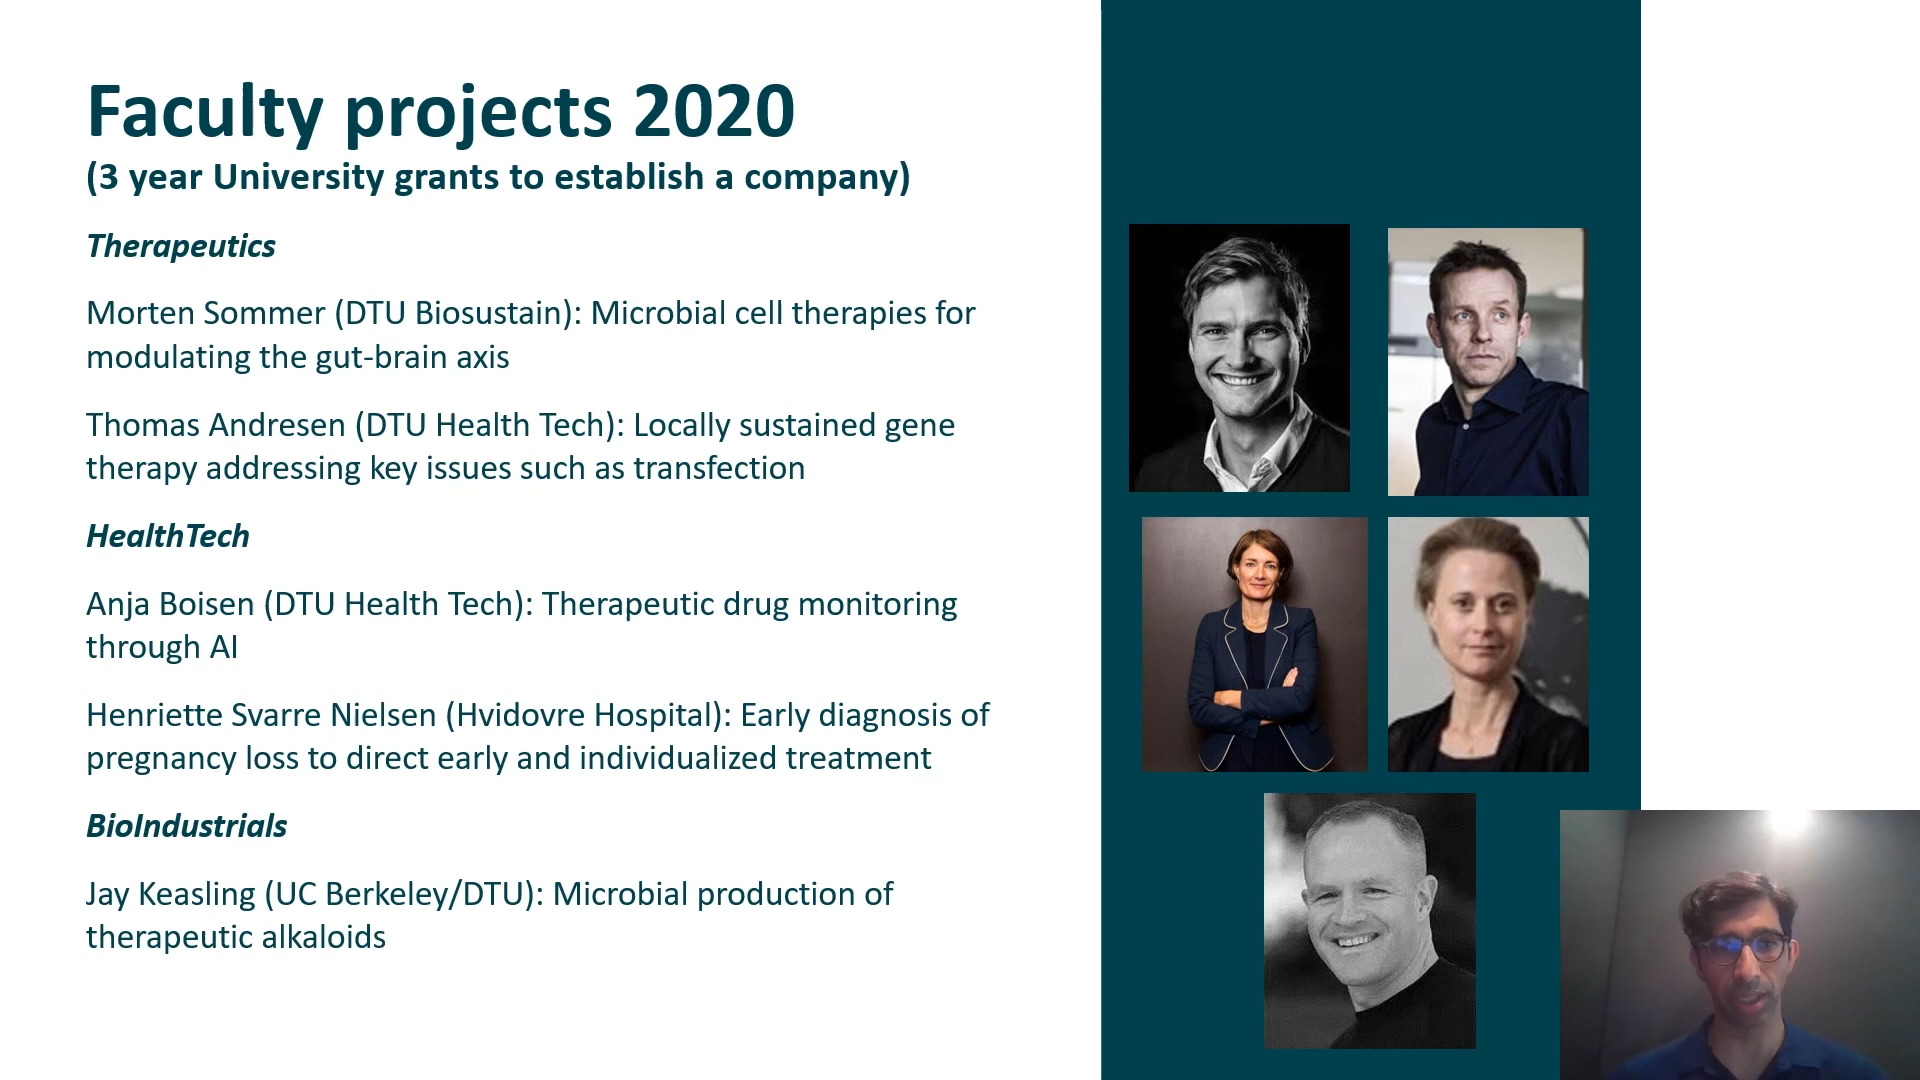 Faculty projects 2020
(3 year University grants to establish a company)
Therapeutics
Morten Sommer (DTU Biosustain): Microbial cell therapies for
modulating the gut-brain axis
Thomas Andresen (DTU Health Tech): Locally sustained gene
therapy addressing key issues such as transfection
HealthTech
Anja Boisen (DTU Health Tech): Therapeutic drug monitoring
through AI
Henriette Svarre Nielsen (Hvidovre Hospital): Early diagnosis of
pregnancy loss to direct early and individualized treatment
BioIndustrials
Jay Keasling (UC Berkeley/DTU): Microbial production of
therapeutic alkaloids